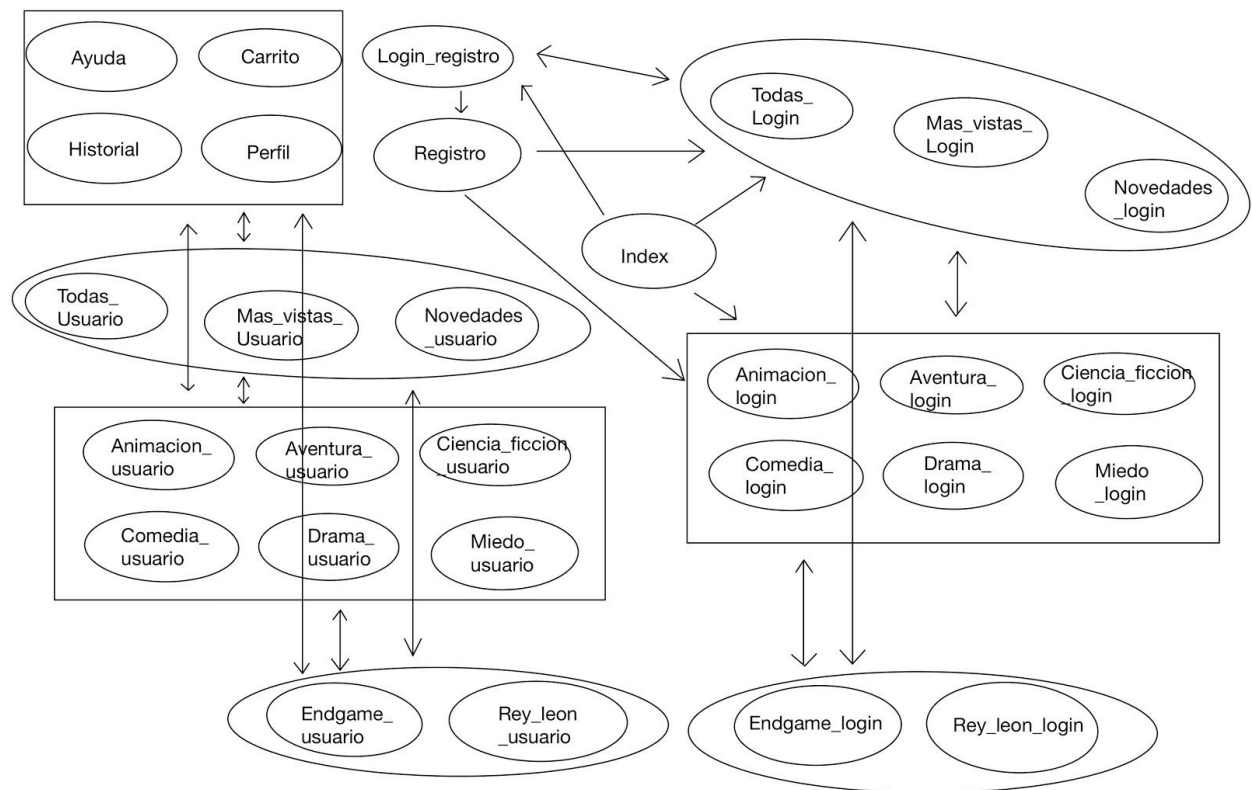 Ayuda
Carrito
Historial
Perfil
Login_registro
Registro
Index
Todas_
Login
Mas_vistas_
Login
Novedades
_login
Todas_
Usuario
Mas_vistas_
Usuario
Novedades
_usuario
Animacion_
usuario
Aventura_
usuario
Ciencia_ficcion
_usuario
Comedia_
usuario
Drama_
usuario
Miedo_
usuario
Animacion_
login
Aventura_
login
Ciencia_ficcion
_login
Comedia_
login
Drama_
login
Miedo
_login
Endgame_
usuario
Rey_leon
_usuario
Endgame_login
Rey_leon_login